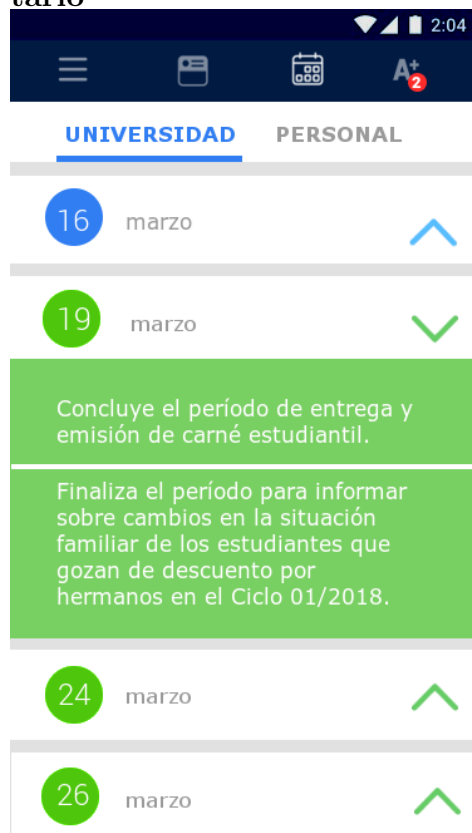 tario
2:04
A+
2
UNIVERSIDAD PERSONAL
16 marzo
19 marzo
Concluye el período de entrega y
emisión de carné estudiantil.
Finaliza el período para informar
sobre cambios en la situación
familiar de los estudiantes que
gozan de descuento por
hermanos en el Ciclo 01/2018.
24 marzo
26 marzo